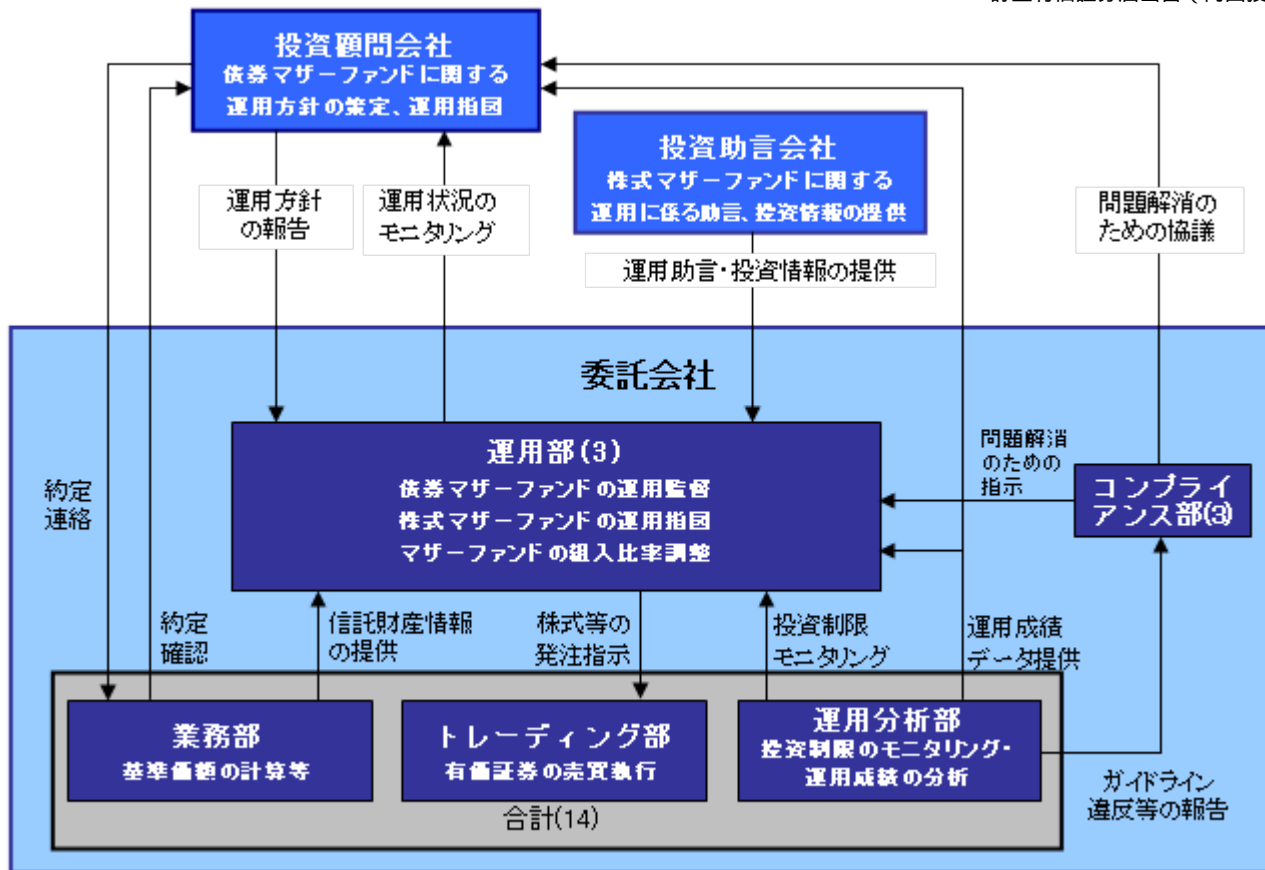 投資顧問会社
債券マザーファンドに関する
運用方針の策定、運用指図
投資助言会社
株式マザーファンドに関する
運用に係る助言、投資情報の提供
運用方針
の報告
運用状況の
モニタリング
運用助言・投資情報の提供
問題解消の
ための協議
委託会社
運用部(3)
債券マザーファンドの運用監督
株式マザーファンドの運用指図
マザーファンドの組入比率調整
問題解消
のための
指示
コンプライ
アンス部(3)
約定
連絡
約定
確認
信託財産情報
の提供
株式等の
発注指示
投資制限
モニタリング
運用成績
データ提供
業務部
基準価額の計算等
トレーディング部
有価証券の売買執行
運用分析部
投資制限のモニタリング・
運用成績の分析
合計(14)
ガイドライン
違反等の報告